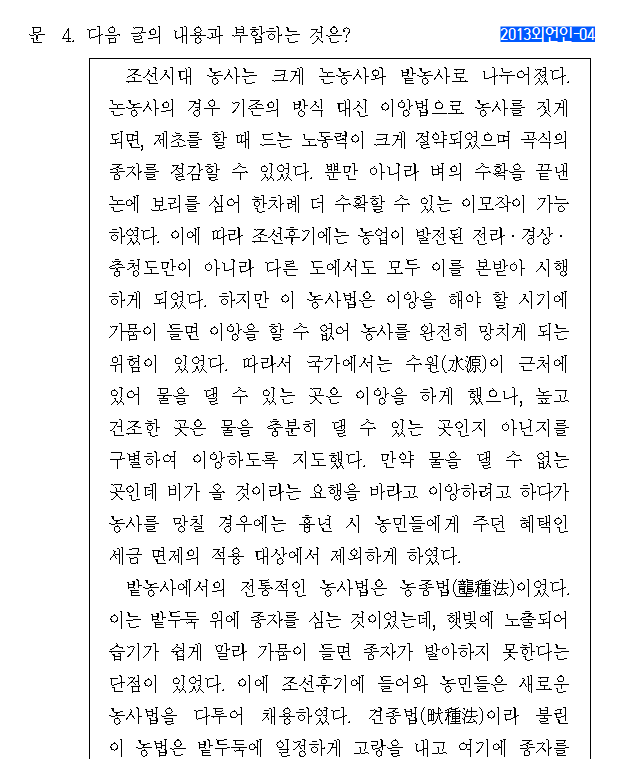 문 4. 다음 글의 내용과 부합하는 것은?
2013외언인-04
조선시대 농사는 크게 논농사와 밭농사로 나누어졌다.
논농사의 경우 기존의 방식 대신 이앙법으로 농사를 짓게
되면, 제초를 할 때 드는 노동력이 크게 절약되었으며 곡식의
종자를 절감할 수 있었다. 뿐만 아니라 벼의 수확을 끝낸
논에 보리를 심어 한차례 더 수확할 수 있는 이모작이 가능
하였다. 이에 따라 조선후기에는 농업이 발전된 전라·경상·
충청도만이 아니라 다른 도에서도 모두 이를 본받아 시행
하게 되었다. 하지만 이 농사법은 이앙을 해야 할 시기에
가뭄이 들면 이앙을 할 수 없어 농사를 완전히 망치게 되는
위험이 있었다. 따라서 국가에서는 수원(水源)이 근처에
있어 물을 댈 수 있는 곳은 이앙을 하게 했으나, 높고
건조한 곳은 물을 충분히 댈 수 있는 곳인지 아닌지를
구별하여 이앙하도록 지도했다. 만약 물을 댈 수 없는
곳인데 비가 올 것이라는 요행을 바라고 이앙하려고 하다가
농사를 망칠 경우에는 흉년 시 농민들에게 주던 혜택인
세금 면제의 적용 대상에서 제외하게 하였다.
밭농사에서의 전통적인 농사법은 농종법(壟種法)이었다.
이는 밭두둑 위에 종자를 심는 것이었는데, 햇빛에 노출되어
습기가 쉽게 말라 가뭄이 들면 종자가 발아하지 못한다는
단점이 있었다. 이에 조선후기에 들어와 농민들은 새로운
농사법을 다투어 채용하였다. 견종법(畎種法)이라 불린
이 농법은 밭두둑에 일정하게 고랑을 내고 여기에 종자를